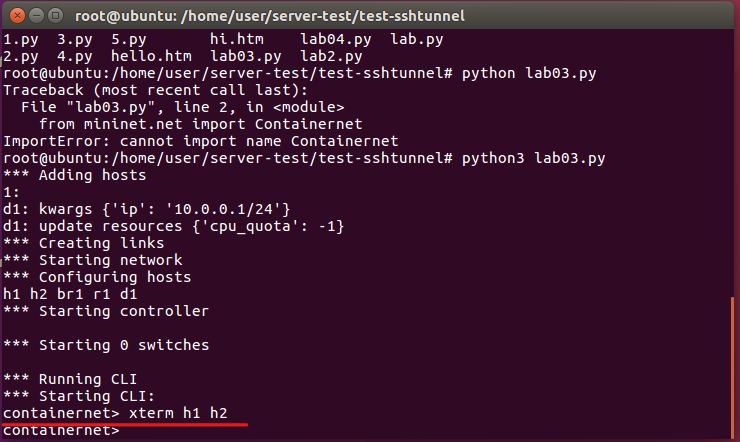 root@ubuntu: /home/user/server-test/test-sshtunnel
1.py  3.py  5.py       hi.htm    lab04.py  lab.py
2.py  4.py  hello.htm  lab03.py  lab2.py
root@ubuntu:/home/user/server-test/test-sshtunnel# python lab03.py
Traceback (most recent call last):
  File "lab03.py", line 2, in <module>
    from mininet.net import Containernet
ImportError: cannot import name Containernet
root@ubuntu:/home/user/server-test/test-sshtunnel# python3 lab03.py
*** Adding hosts
1:
d1: kwargs {'ip': '10.0.0.1/24'}
d1: update resources {'cpu_quota': -1}
*** Creating links
*** Starting network
*** Configuring hosts
h1 h2 br1 r1 d1
*** Starting controller

*** Starting 0 switches

*** Running CLI
*** Starting CLI:
containernet> xterm h1 h2
containernet>